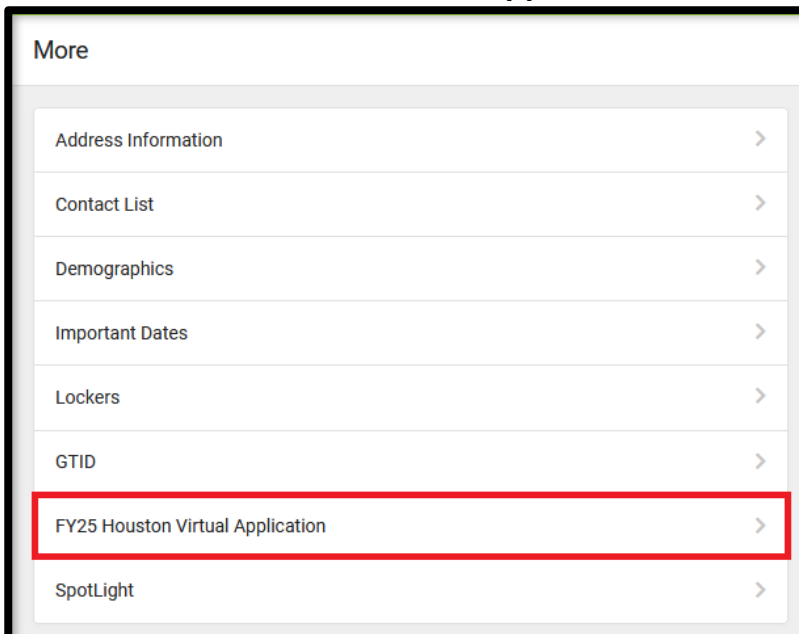 More
Address Information
Contact List
Demographics
Important Dates
Lockers
GTID
FY25 Houston Virtual Application
SpotLight